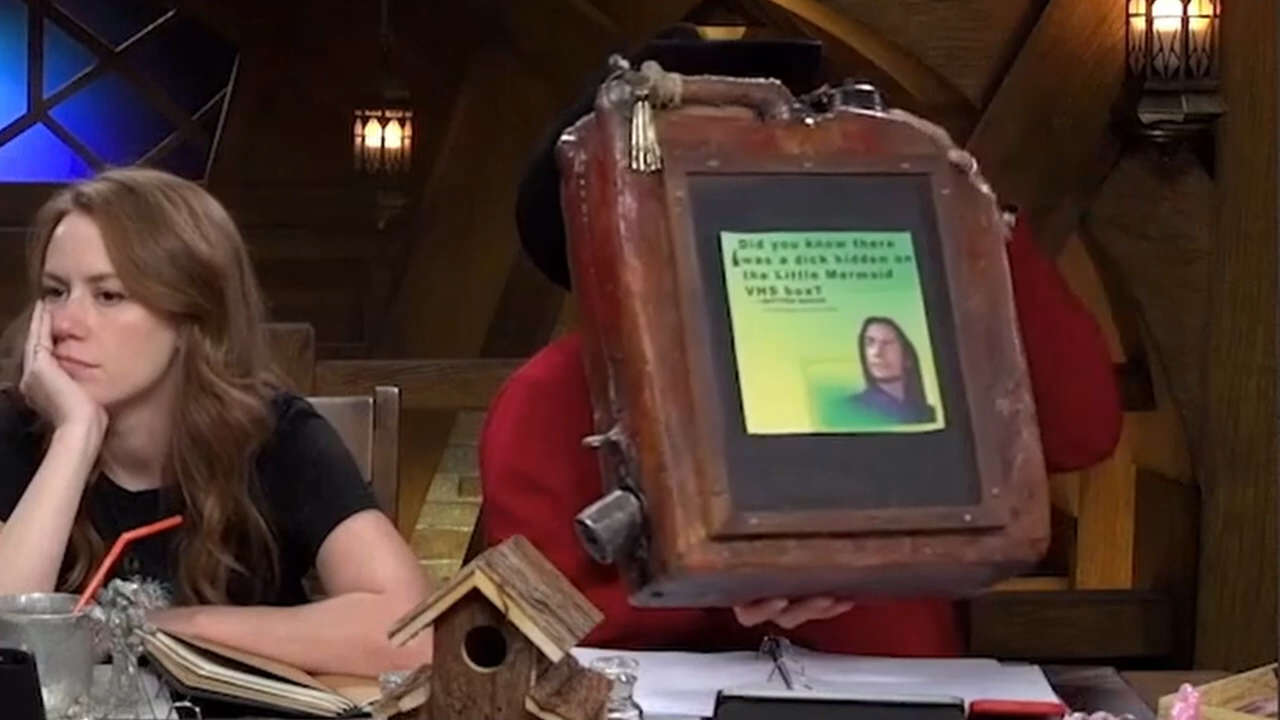 Did you know there
was a dick hidden on
the Little Mermaid
VHS box?